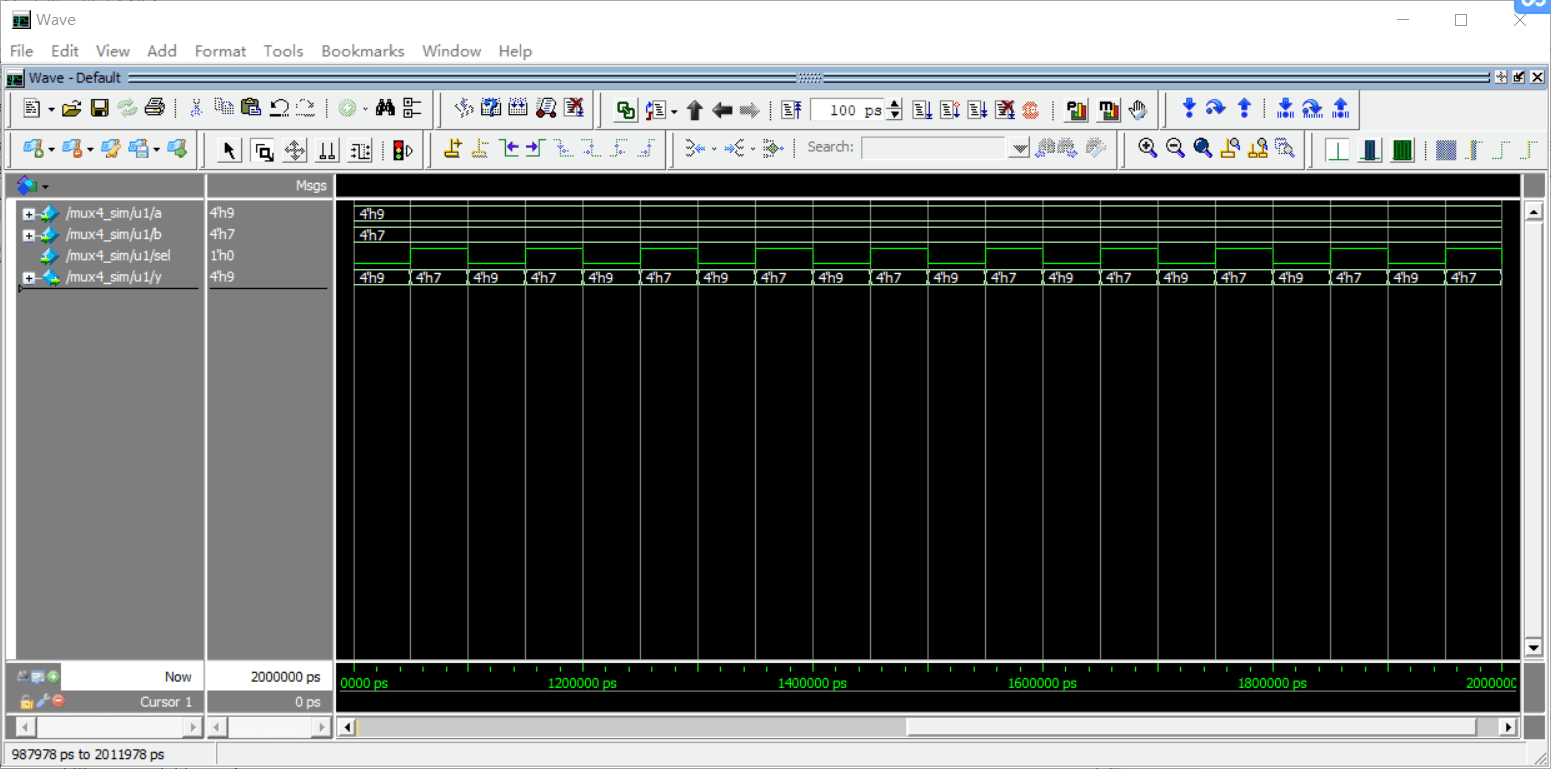 Wave
File Edit View Add Format Tools Bookmarks Window Help
Wave - Default
100 ps
Search:
Msgs
/mux4_sim/u1/a 4'h9 4'h9
/mux4_sim/u1/b 4'h7 4'h7
/mux4_sim/u1/sel 1'h0
/mux4_sim/u1/y 4'h9 4'h9 4'h7 4'h9 4'h7 4'h9 4'h7 4'h9 4'h7 4'h9 4'h7 4'h9 4'h7 4'h9 4'h7 4'h9 4'h7 4'h9 4'h7 4'h9 4'h7
Now 2000000 ps 0000 ps 1200000 ps 1400000 ps 1600000 ps 1800000 ps 2000000
Cursor 1 0 ps
987978 ps to 2011978 ps